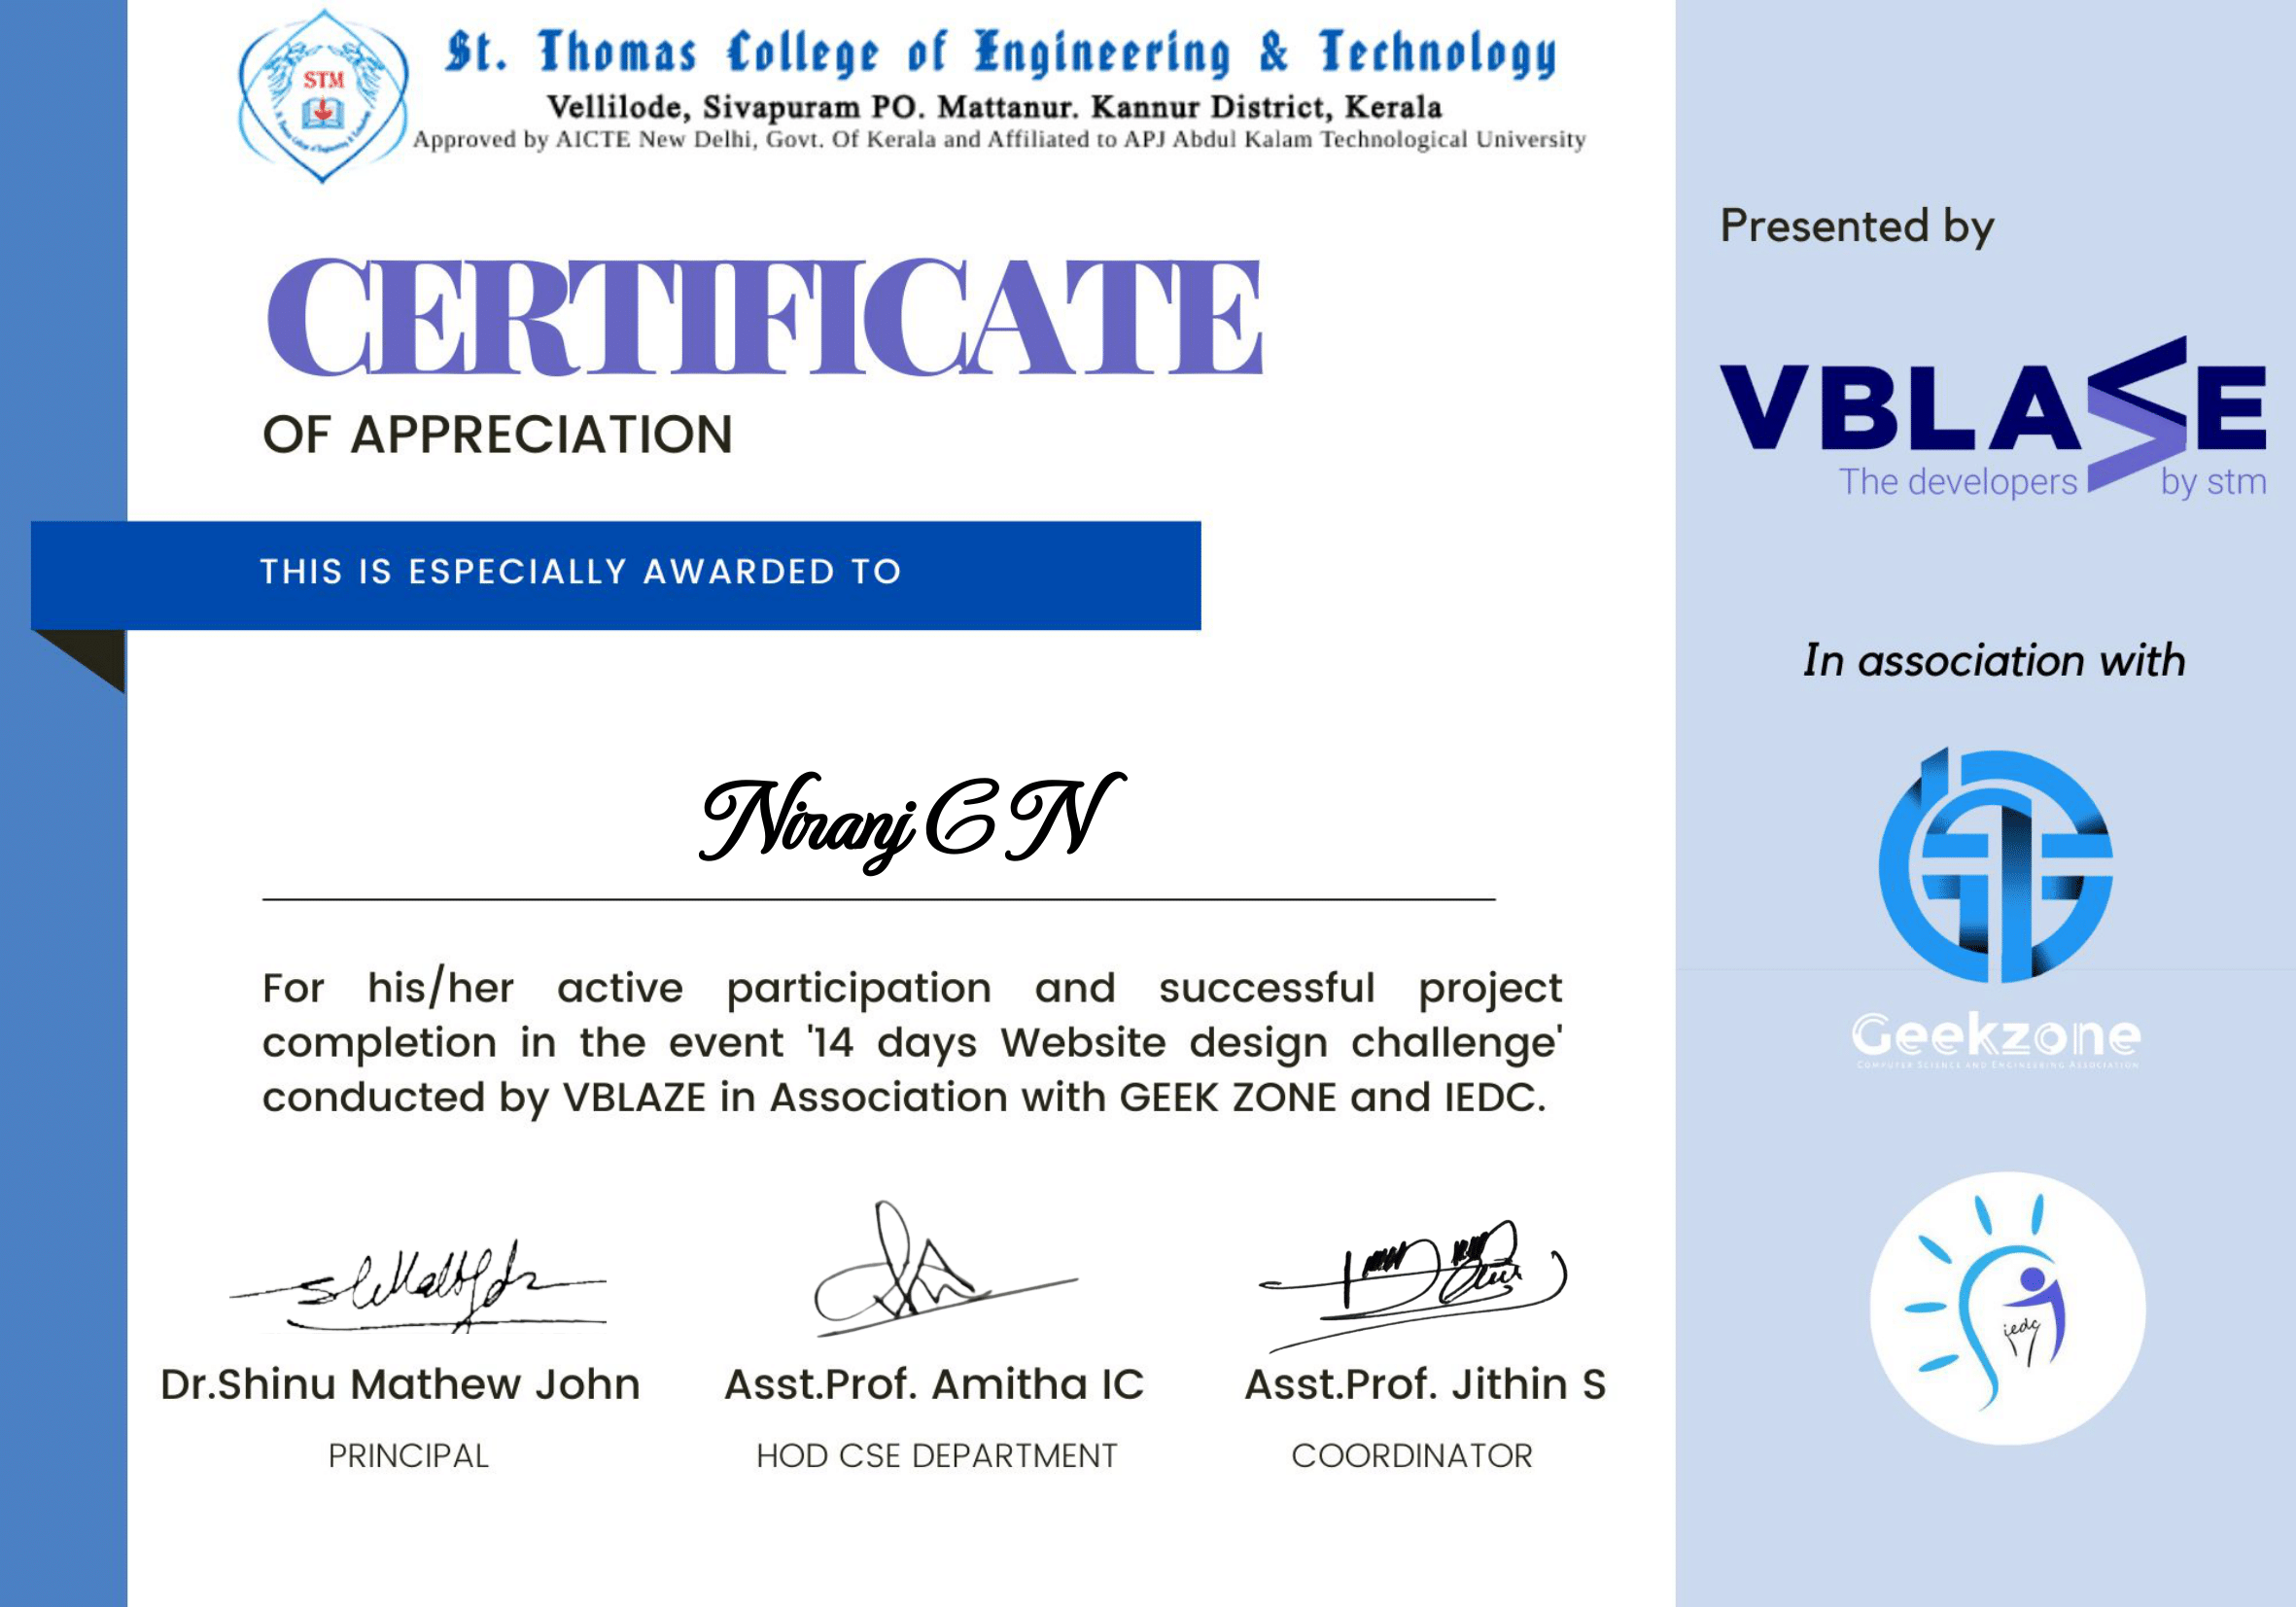 STM
St. Thomas College of Engineering & Technology
Vellilode, Sivapuram PO. Mattanur. Kannur District, Kerala
Approved by AICTE New Delhi, Govt. Of Kerala and Affiliated to APJ Abdul Kalam Technological University
CERTIFICATE
OF APPRECIATION
THIS IS ESPECIALLY AWARDED TO
Niranj C N
For his/her active participation and successful project
completion in the event '14 days Website design challenge'
conducted by VBLAZE in Association with GEEK ZONE and IEDC.
Dr.Shinu Mathew John
PRINCIPAL
Asst.Prof. Amitha IC
HOD CSE DEPARTMENT
Asst.Prof. Jithin S
COORDINATOR
Presented by
VBLAZE
The developers by stm
In association with
Geekzone
COMPUTER SCIENCE AND ENGINEERING ASSOCIATION
iedc